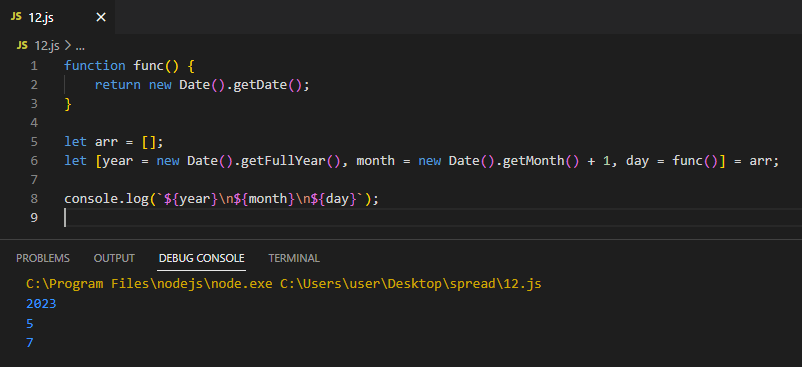 JS 12.js ×
JS 12.js > ...
1 function func() {
2     return new Date().getDate();
3 }
4
5 let arr = [];
6 let [year = new Date().getFullYear(), month = new Date().getMonth() + 1, day = func()] = arr;
7
8 console.log(`${year}\n${month}\n${day}`);
9
PROBLEMS OUTPUT DEBUG CONSOLE TERMINAL
C:\Program Files\nodejs\node.exe C:\Users\user\Desktop\spread\12.js
2023
5
7